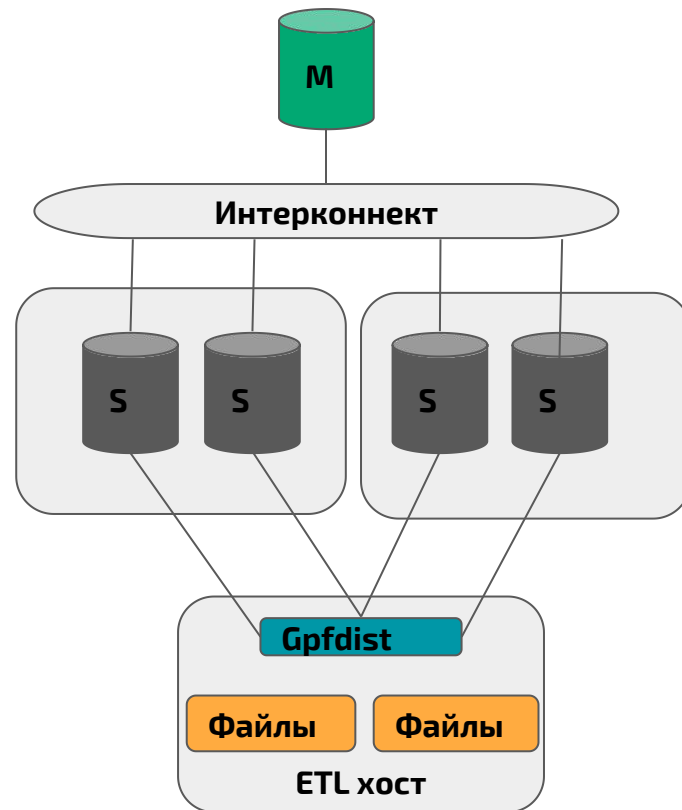 M
Интерконнект
S
S
S
S
Gpfdist
Файлы
Файлы
ETL хост